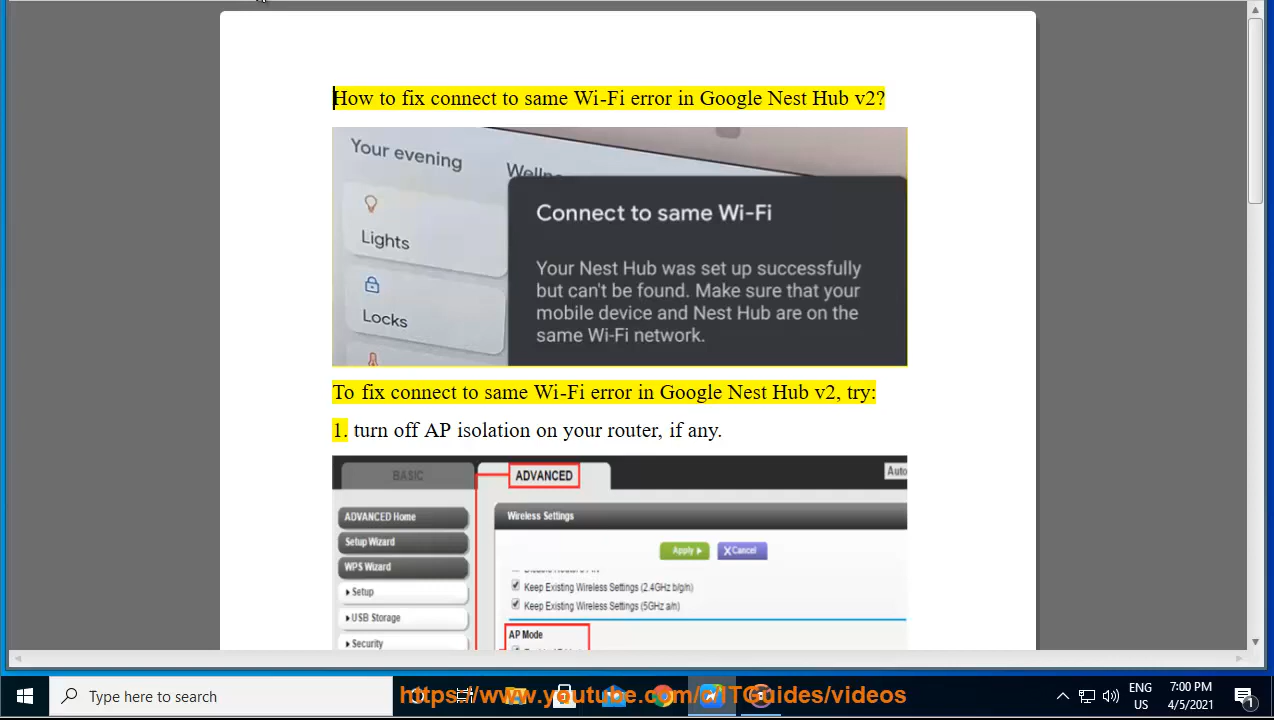 How to fix connect to same Wi-Fi error in Google Nest Hub v2?
Your evening
Lights
Locks
Connect to same Wi-Fi
Your Nest Hub was set up successfully
but can't be found. Make sure that your
mobile device and Nest Hub are on the
same Wi-Fi network.
To fix connect to same Wi-Fi error in Google Nest Hub v2, try:
1. turn off AP isolation on your router, if any.
BASIC
ADVANCED
Auto
ADVANCED Home
Setup Wizard
WPS Wizard
Setup
USB Storage
Security
Wireless Settings
Apply
X Cancel
Keep Existing Wireless Settings (2.4GHz b/g/n)
Keep Existing Wireless Settings (5GHz a/n)
AP Mode
Type here to search
ENG
US
7:00 PM
4/5/2021
1